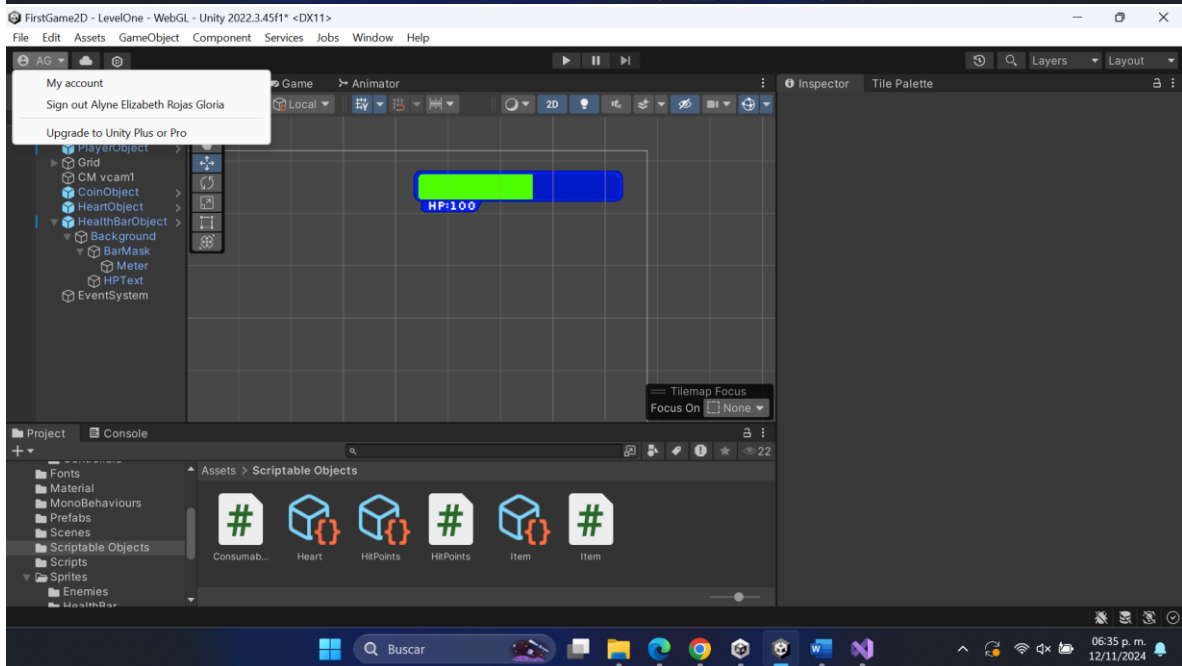 FirstGame2D - LevelOne - WebGL - Unity 2022.3.45f1* <DX11>
File Edit Assets GameObject Component Services Jobs Window Help
AG
Layers
Layout
My account
Sign out Alyne Elizabeth Rojas Gloria
Upgrade to Unity Plus or Pro
Game
Animator
Inspector
Tile Palette
Local
2D
PlayerObject
Grid
CM vcam1
CoinObject
HeartObject
HealthBarObject
Background
BarMask
Meter
HPText
EventSystem
HP:100
Tilemap Focus
Focus On None
Project
Console
22
Fonts
Material
MonoBehaviours
Prefabs
Scenes
Scriptable Objects
Scripts
Sprites
Enemies
HealthBar
Assets > Scriptable Objects
#
#
#
Consumab...
Heart
HitPoints
HitPoints
Item
Item
Buscar
06:35 p. m.
12/11/2024